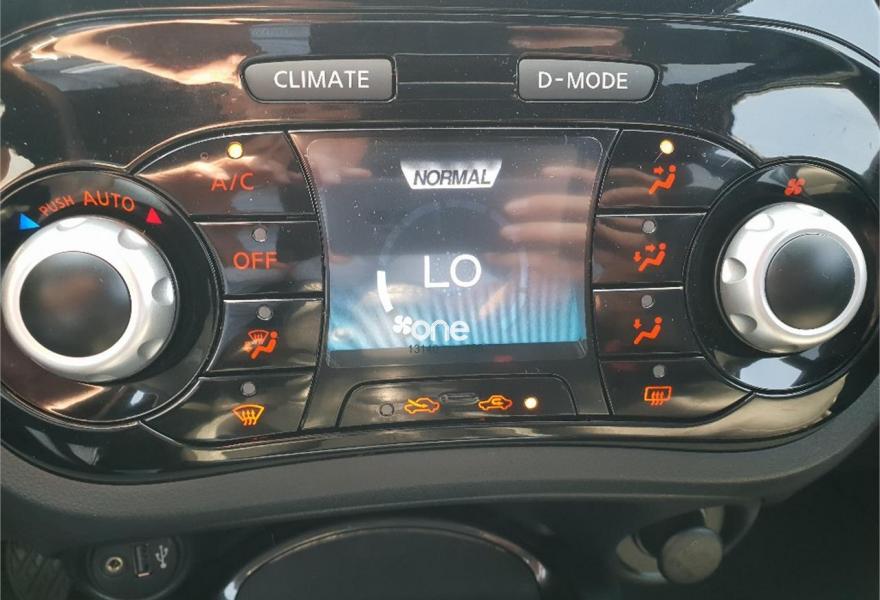 CLIMATE
D-MODE
A/C
NORMAL
PUSH AUTO
OFF
LO
one